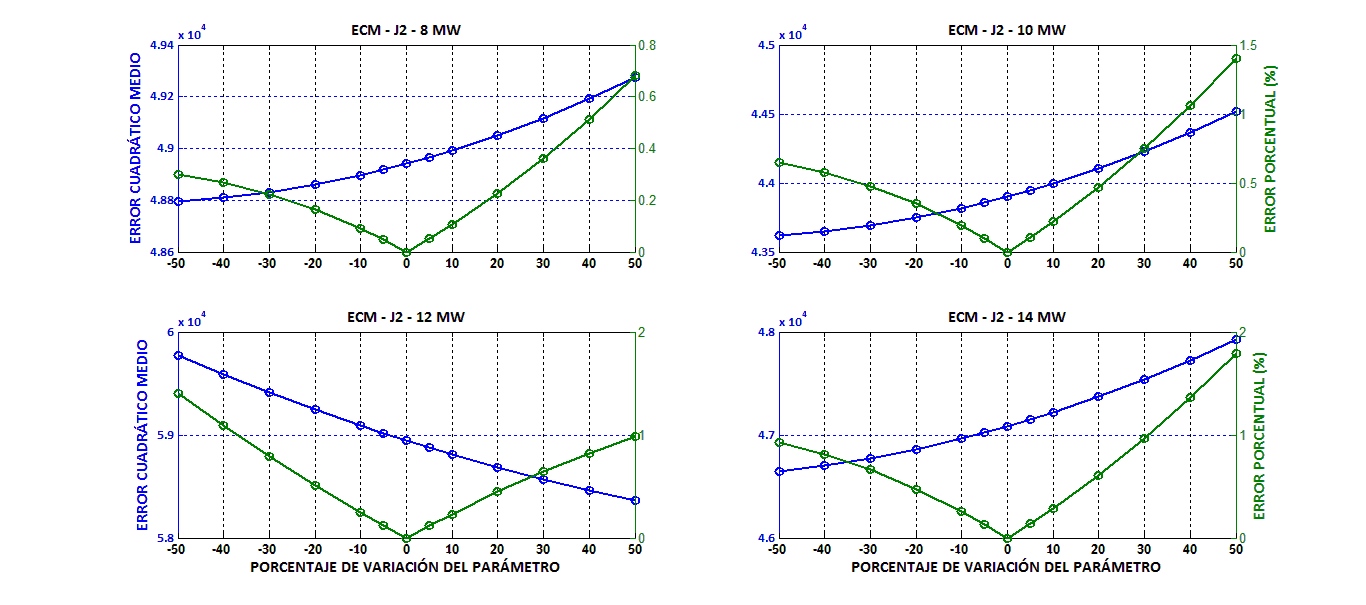 ECM - J2 - 8 MW
ECM - J2 - 10 MW
x 10^4
4.94
4.92
4.9
4.88
4.86
ERROR CUADRÁTICO MEDIO
0.8
0.6
0.4
0.2
0
-50 -40 -30 -20 -10 0 10 20 30 40 50
x 10^4
4.5
4.45
4.4
4.35
1.5
1
0.5
0
ERROR PORCENTUAL (%)
-50 -40 -30 -20 -10 0 10 20 30 40 50
ECM - J2 - 12 MW
ECM - J2 - 14 MW
x 10^4
6
5.9
5.8
ERROR CUADRÁTICO MEDIO
2
1
0
-50 -40 -30 -20 -10 0 10 20 30 40 50
PORCENTAJE DE VARIACIÓN DEL PARÁMETRO
x 10^4
4.8
4.7
4.6
2
1
0
ERROR PORCENTUAL (%)
-50 -40 -30 -20 -10 0 10 20 30 40 50
PORCENTAJE DE VARIACIÓN DEL PARÁMETRO